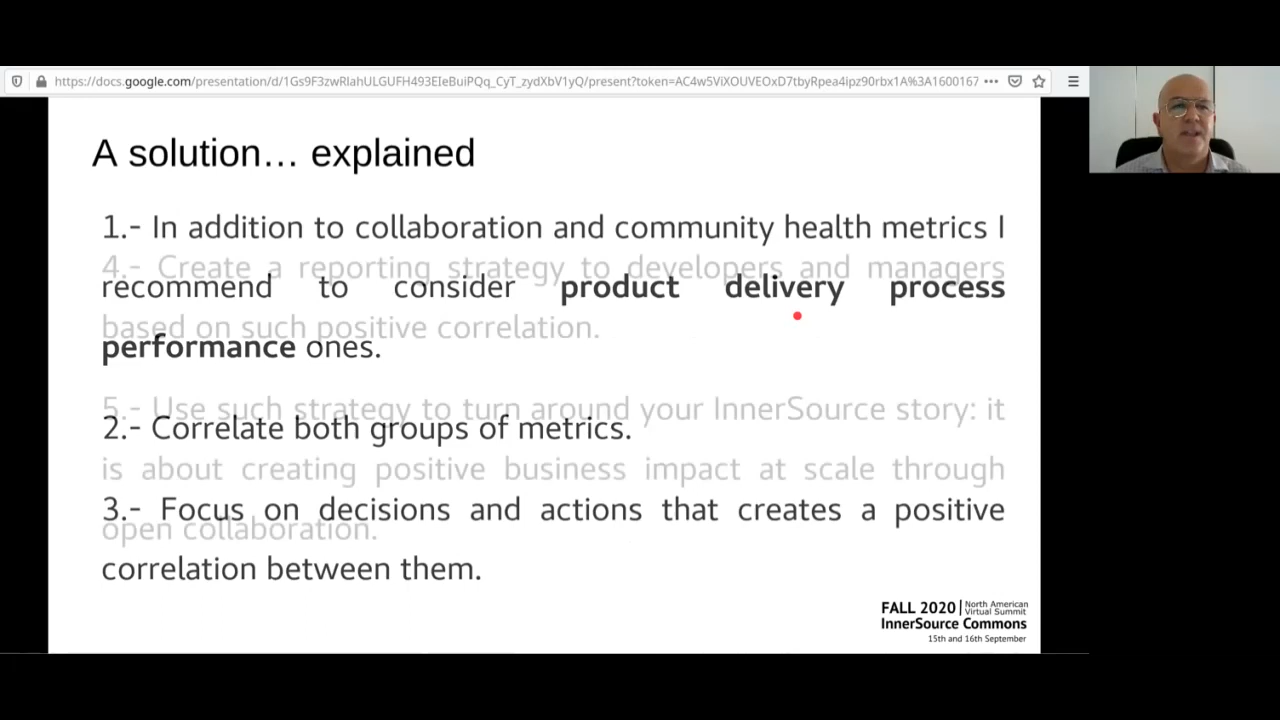 https://docs.google.com/presentation/d/1Gs9F3zwRlahULGUFH493EIeBuiPQq_CyT_zydXbV1yQ/present?token=AC4w5ViXOUVEOxD7tbyRpea4ipz90rbx1A%3A1600167
A solution… explained
1.- In addition to collaboration and community health metrics I
recommend to consider product delivery process
performance ones.
2.- Correlate both groups of metrics.
3.- Focus on decisions and actions that creates a positive
correlation between them.
4.- Create a reporting strategy to developers and managers
based on such positive correlation.
5.- Use such strategy to turn around your InnerSource story: it
is about creating positive business impact at scale through
open collaboration.
FALL 2020 | North American
Virtual Summit
InnerSource Commons
15th and 16th September